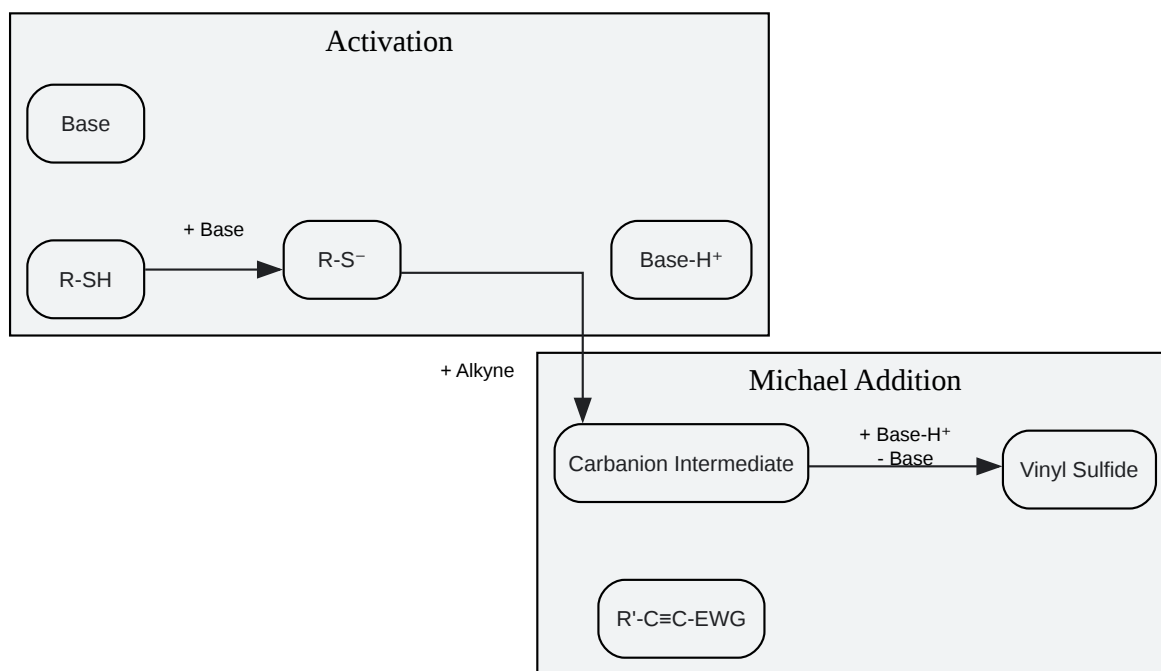 Activation
Base
+ Base
R-SH
R-S⁻
Base-H⁺
+ Alkyne
Michael Addition
Carbanion Intermediate
+ Base-H⁺
- Base
Vinyl Sulfide
R'-C≡C-EWG